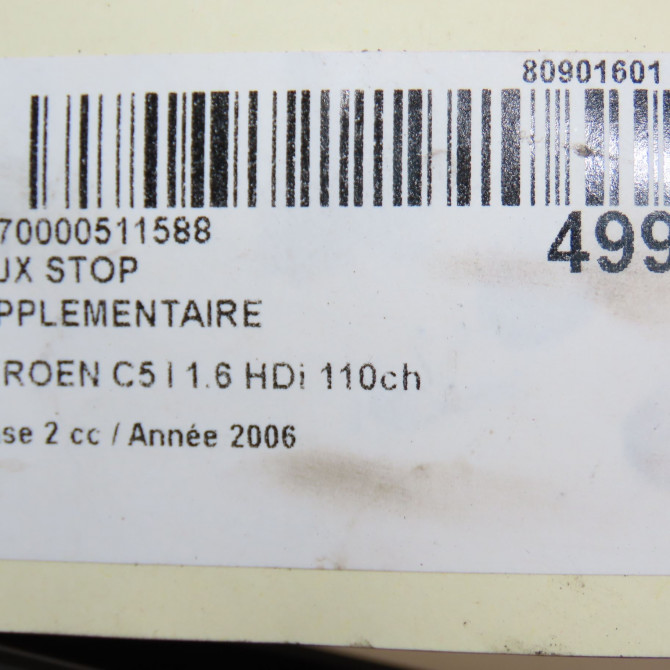 80901601
70000511588
499
UX STOP
PPLEMENTAIRE
ROEN C5 I 1.6 HDi 110ch
se 2 cc / Année 2006